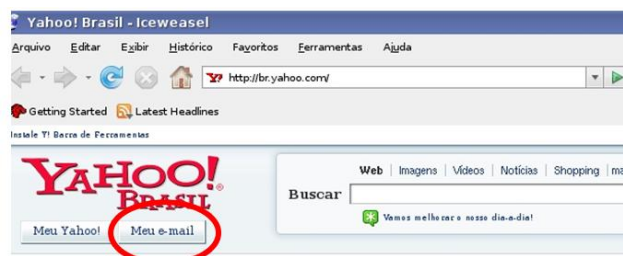 Yahoo! Brasil - Iceweasel
Arquivo Editar Exibir Histórico Favoritos Ferramentas Ajuda
Y? http://br.yahoo.com/
Getting Started Latest Headlines
Instale Y! Barra de Ferramentas
YAHOO! Web | Imagens | Vídeos | Notícias | Shopping | ma
BRASIL Buscar
Vamos melhorar o nosso dia-a-dia!
Meu Yahoo! Meu e-mail